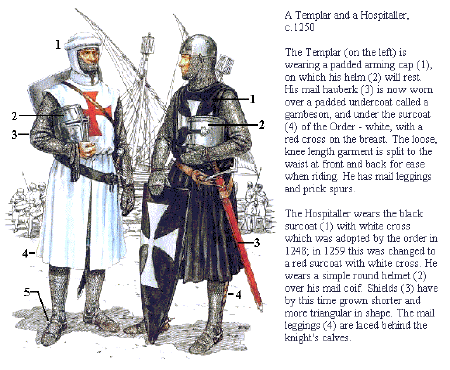 A Templar and a Hospitaller,
c.1250
The Templar (on the left) is
wearing a padded arming cap (1),
on which his helm (2) will rest.
His mail hauberk (3) is now worn
over a padded undercoat called a
gambeson, and under the surcoat
(4) of the Order - white, with a
red cross on the breast. The loose,
knee length garment is split to the
waist at front and back for ease
when riding. He has mail leggings
and prick spurs.
The Hospitaller wears the black
surcoat (1) with white cross
which was adopted by the order in
1248; in 1259 this was changed to
a red surcoat with white cross. He
wears a simple round helmet (2)
over his mail coif. Shields (3) have
by this time grown shorter and
more triangular in shape. The mail
leggings (4) are laced behind the
knight's calves.
1
2
3
4
5
1
2
3
4